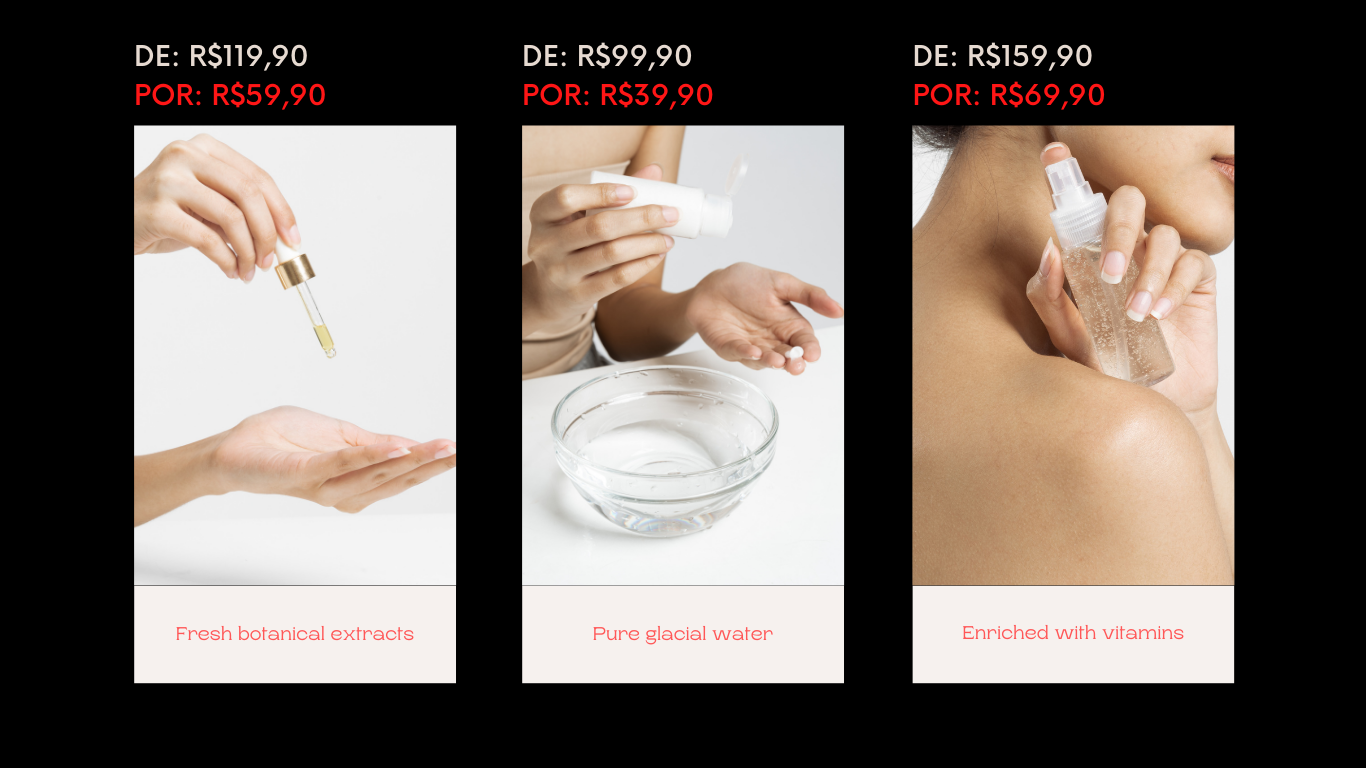 DE: R$119,90
POR: R$59,90
DE: R$99,90
POR: R$39,90
DE: R$159,90
POR: R$69,90
Fresh botanical extracts
Pure glacial water
Enriched with vitamins